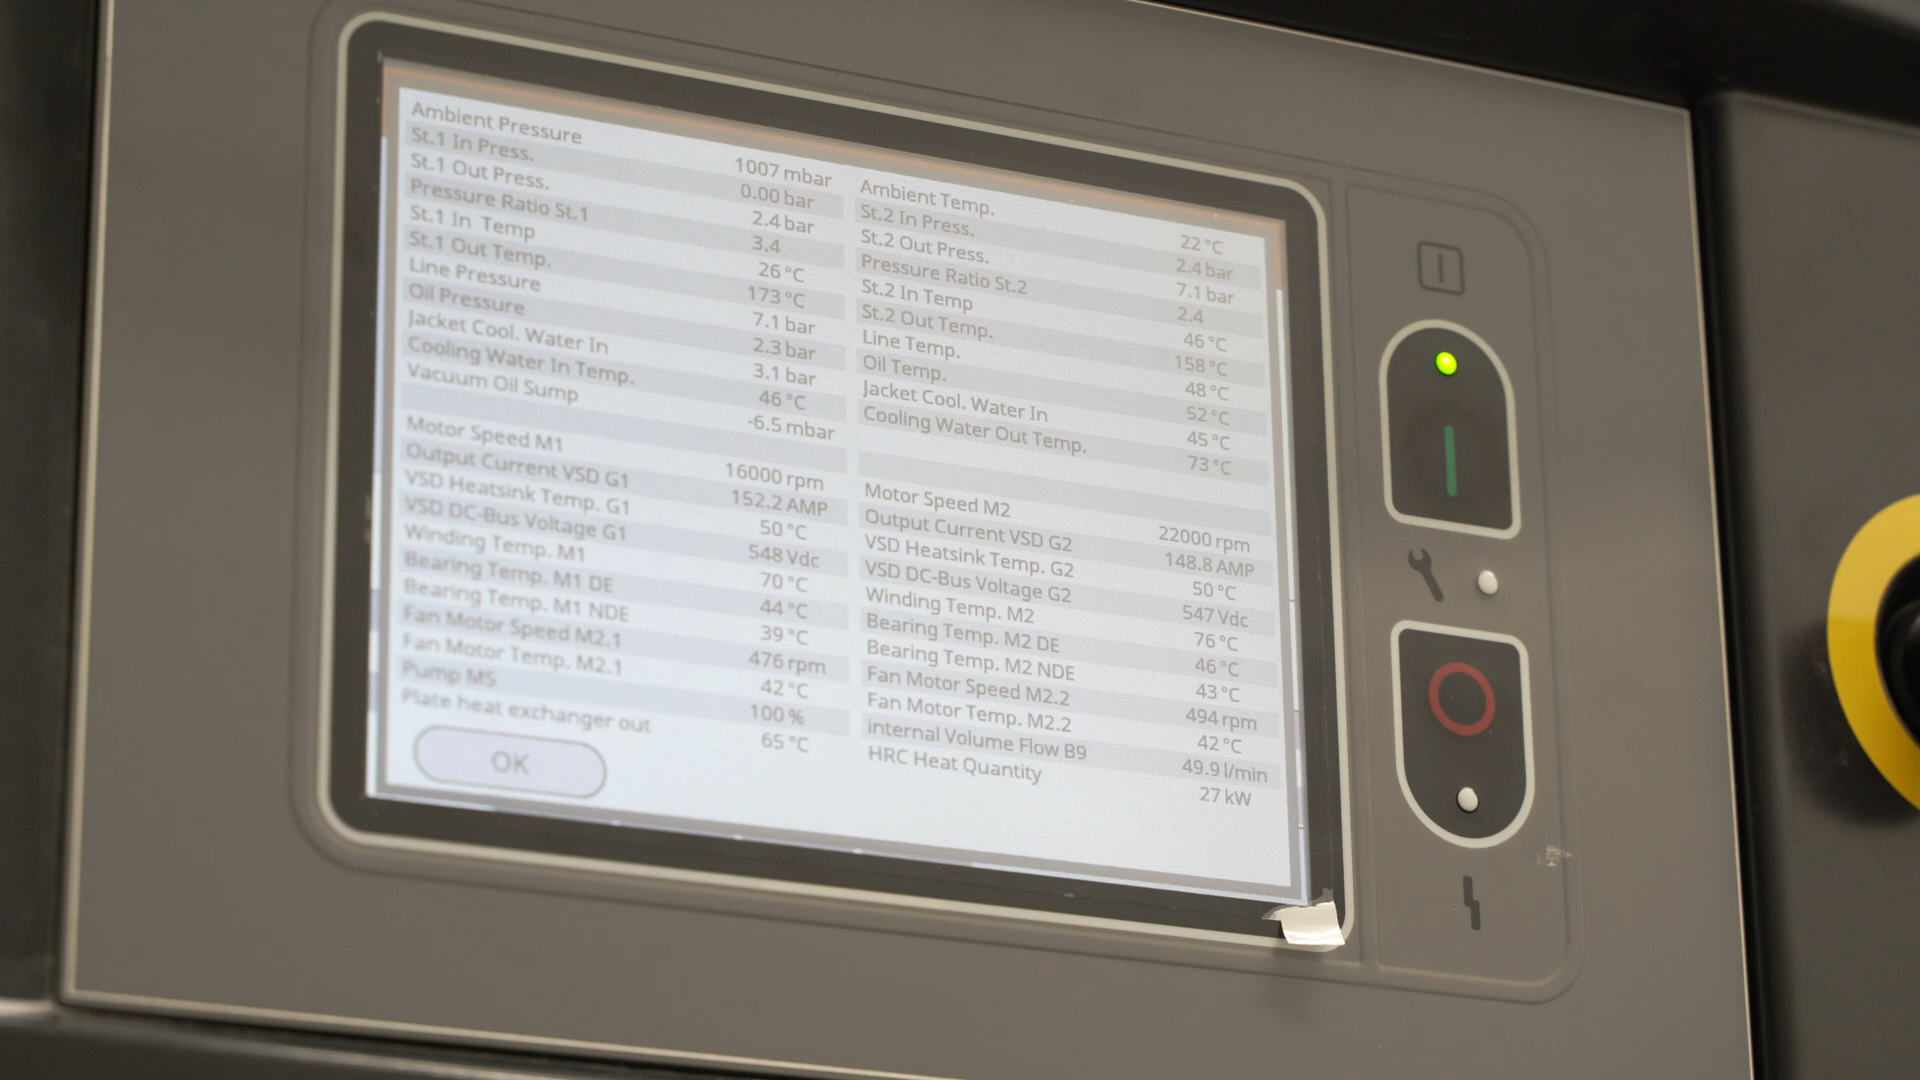 Ambient Pressure 1007 mbar
St.1 In Press. 0.00 bar
St.1 Out Press. 2.4 bar
Pressure Ratio St.1 3.4
St.1 In Temp 26 °C
St.1 Out Temp. 173 °C
Line Pressure 7.1 bar
Oil Pressure 2.3 bar
Jacket Cool. Water In 3.1 bar
Cooling Water In Temp. 46 °C
Vacuum Oil Sump -6.5 mbar
Motor Speed M1 16000 rpm
Output Current VSD G1 152.2 AMP
VSD Heatsink Temp. G1 50 °C
VSD DC-Bus Voltage G1 548 Vdc
Winding Temp. M1 70 °C
Bearing Temp. M1 DE 44 °C
Bearing Temp. M1 NDE 39 °C
Fan Motor Speed M2.1 476 rpm
Fan Motor Temp. M2.1 42 °C
Pump M5 100 %
Plate heat exchanger out 65 °C
OK
Ambient Temp. 22 °C
St.2 In Press. 2.4 bar
St.2 Out Press. 7.1 bar
Pressure Ratio St.2 2.4
St.2 In Temp 46 °C
St.2 Out Temp. 158 °C
Line Temp. 48 °C
Oil Temp. 52 °C
Jacket Cool. Water In 45 °C
Cooling Water Out Temp. 73 °C
Motor Speed M2 22000 rpm
Output Current VSD G2 148.8 AMP
VSD Heatsink Temp. G2 50 °C
VSD DC-Bus Voltage G2 547 Vdc
Winding Temp. M2 76 °C
Bearing Temp. M2 DE 46 °C
Bearing Temp. M2 NDE 43 °C
Fan Motor Speed M2.2 494 rpm
Fan Motor Temp. M2.2 42 °C
internal Volume Flow B9 49.9 l/min
HRC Heat Quantity 27 kW